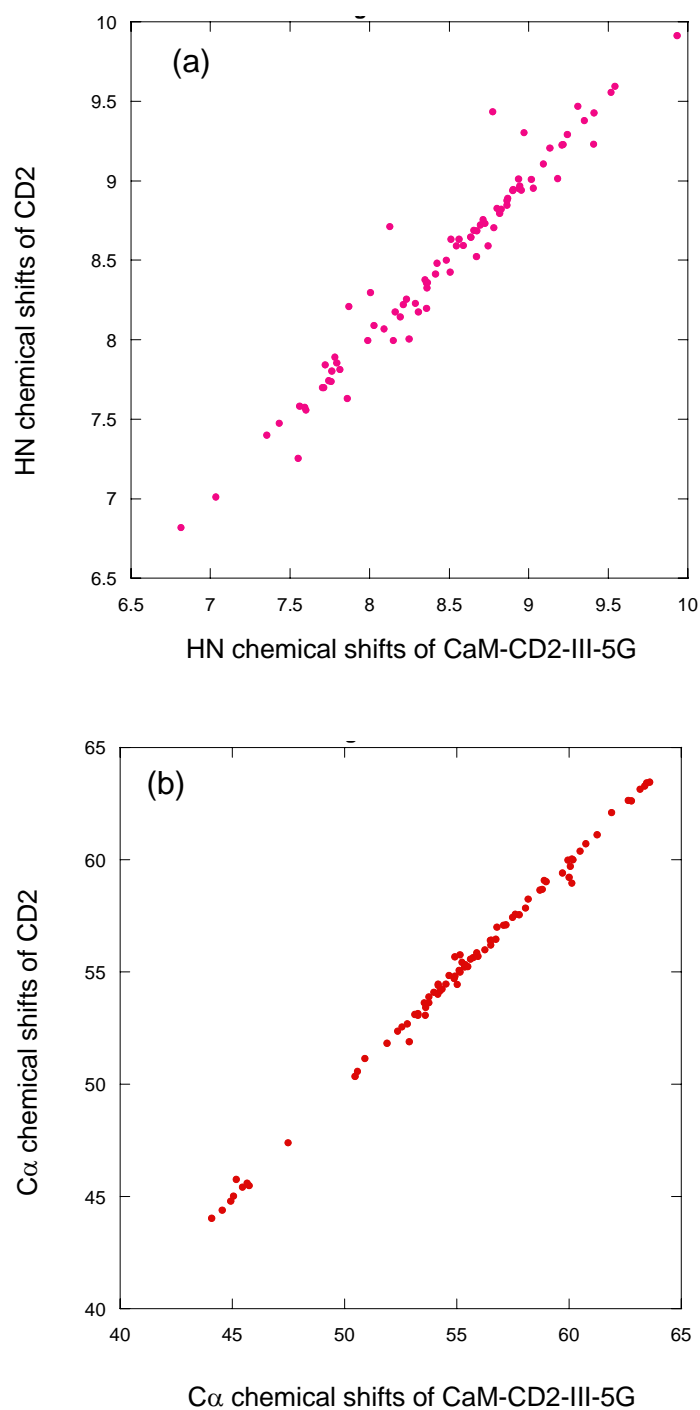 (a)
10
9.5
9
8.5
8
7.5
7
6.5
HN chemical shifts of CD2
6.5 7 7.5 8 8.5 9 9.5 10
HN chemical shifts of CaM-CD2-III-5G
(b)
65
60
55
50
45
40
Cα chemical shifts of CD2
40 45 50 55 60 65
Cα chemical shifts of CaM-CD2-III-5G